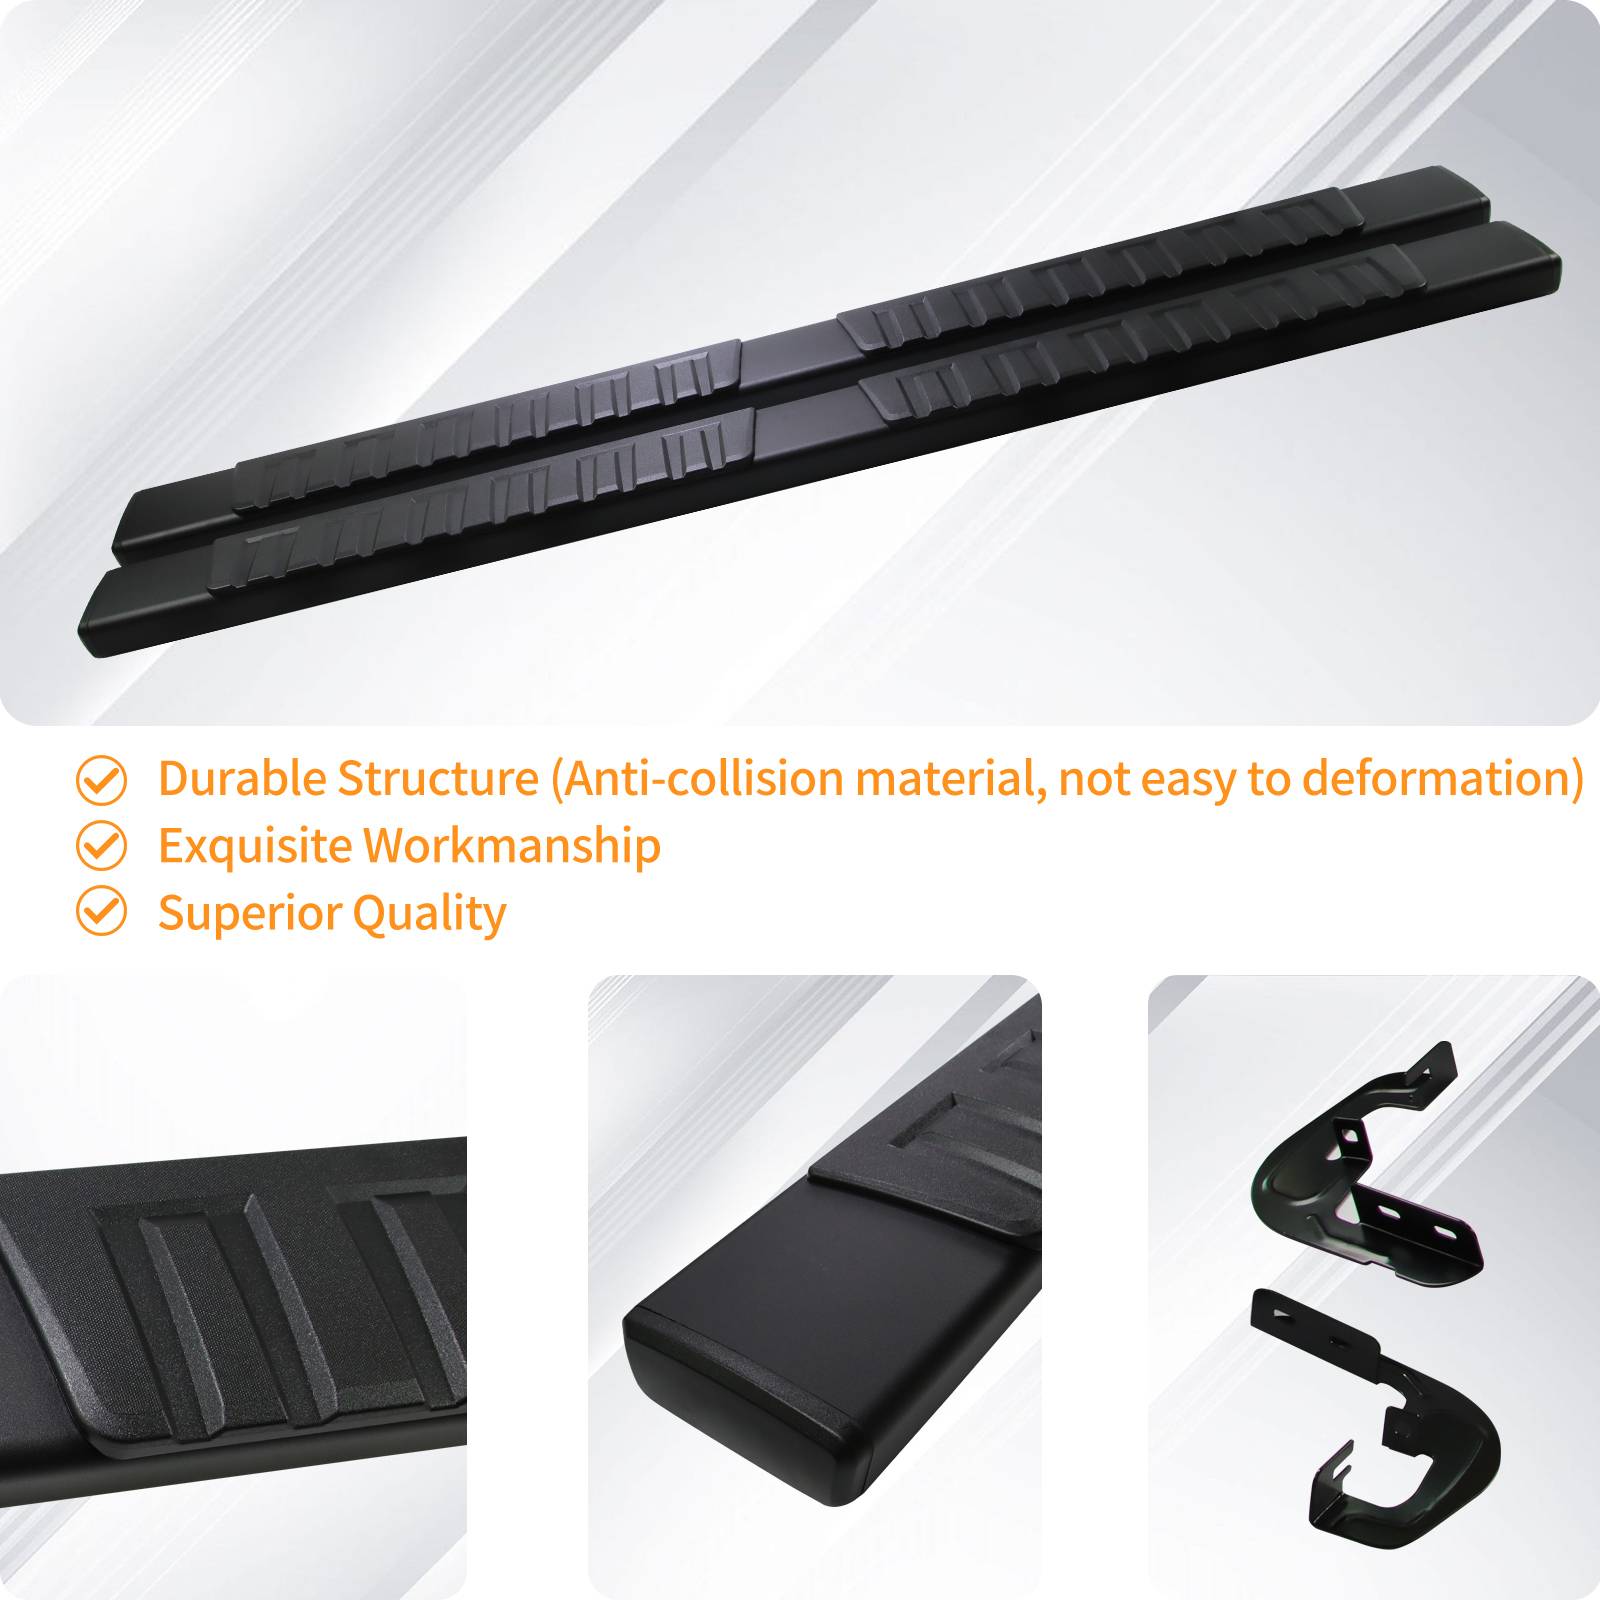 Durable Structure (Anti-collision material, not easy to deformation)
Exquisite Workmanship
Superior Quality